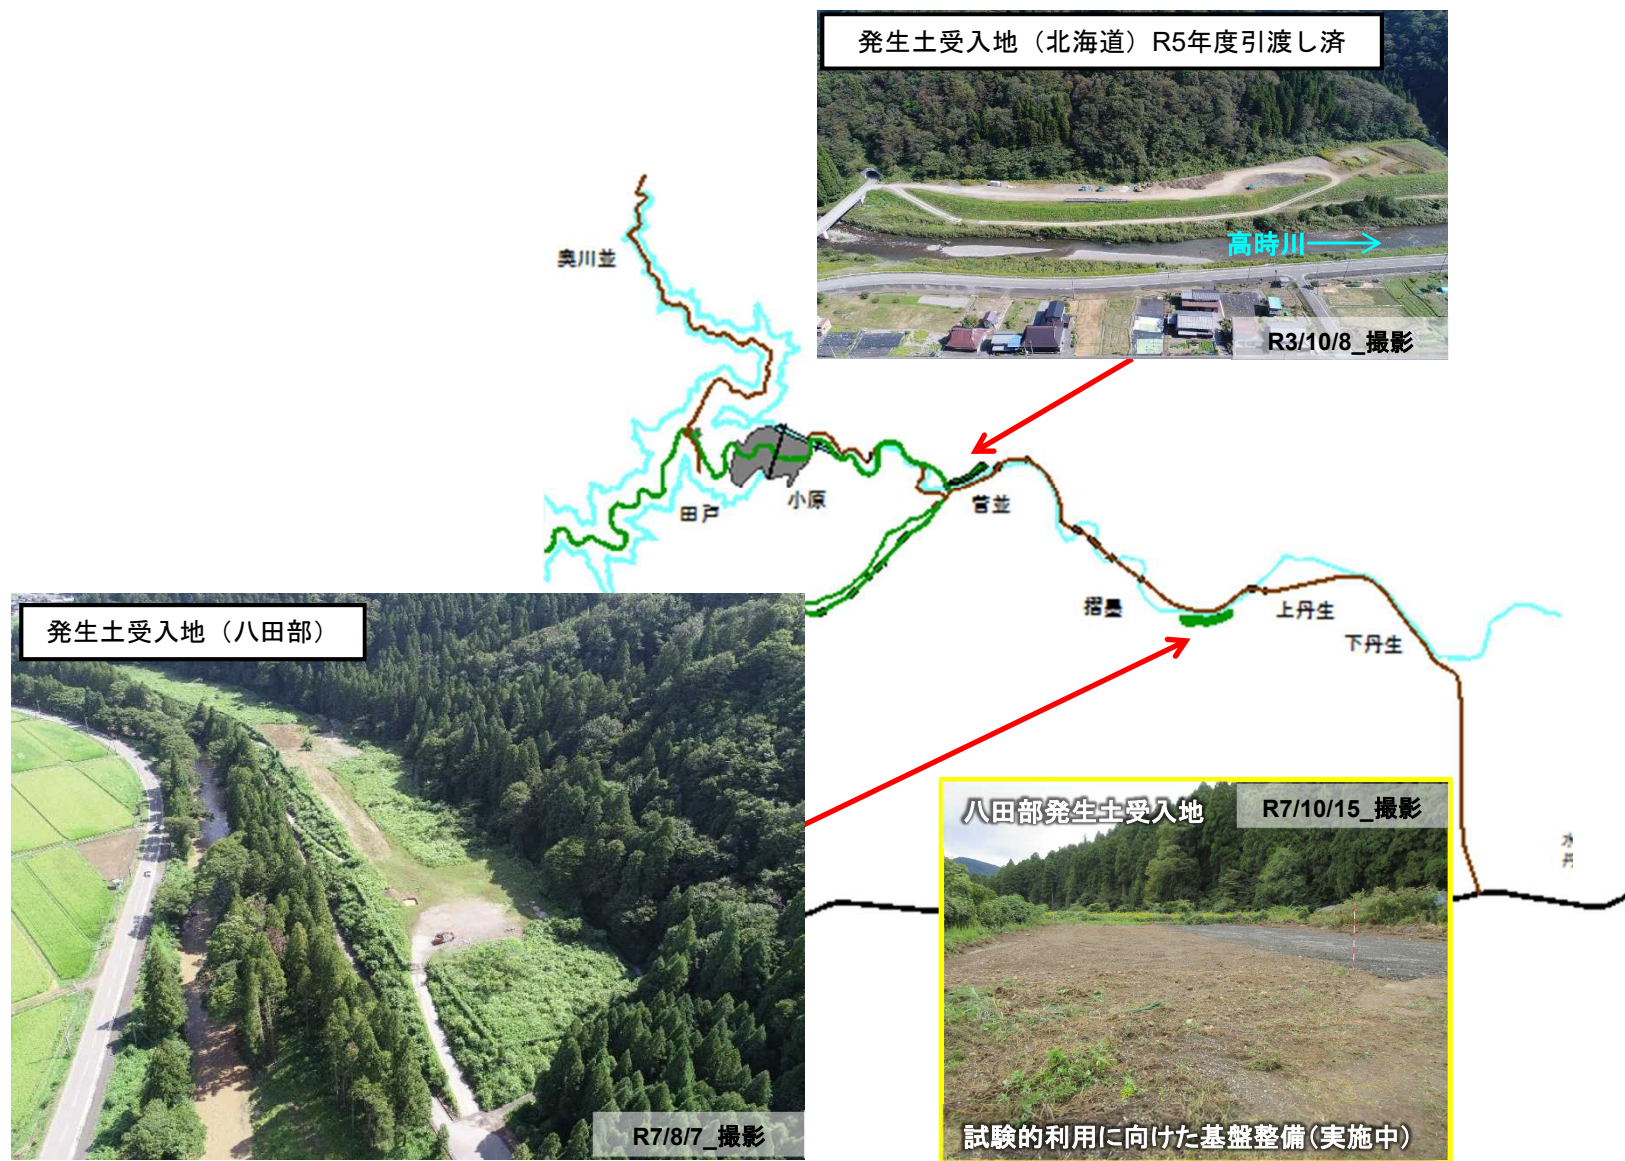 発生土受入地（北海道）R5年度引渡し済
高時川
R3/10/8_撮影
奥川並
田戸
小原
菅並
摺墨
上丹生
下丹生
水
丹
発生土受入地（八田部）
R7/8/7_撮影
八田部発生土受入地
R7/10/15_撮影
試験的利用に向けた基盤整備（実施中）